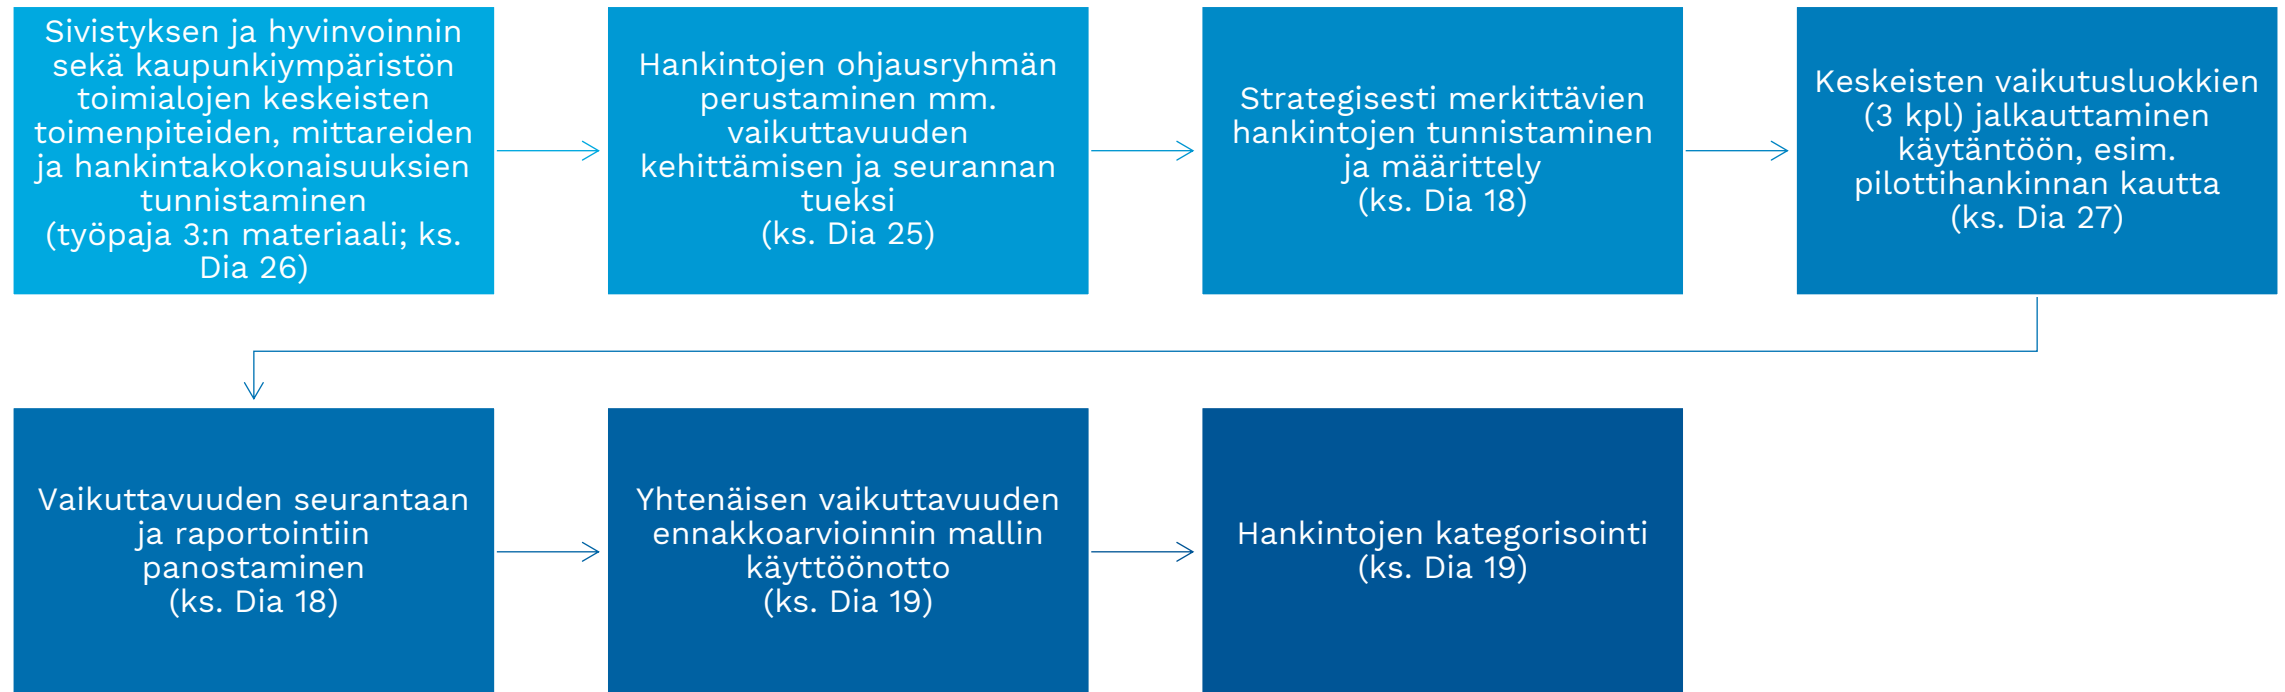 Sivistyksen ja hyvinvoinnin
sekä kaupunkiympäristön
toimialojen keskeisten
toimenpiteiden, mittareiden
ja hankintakokonaisuuksien
tunnistaminen
(työpaja 3:n materiaali; ks.
Dia 26)
Hankintojen ohjausryhmän
perustaminen mm.
vaikuttavuuden
kehittämisen ja seurannan
tueksi
(ks. Dia 25)
Strategisesti merkittävien
hankintojen tunnistaminen
ja määrittely
(ks. Dia 18)
Keskeisten vaikutusluokkien
(3 kpl) jalkauttaminen
käytäntöön, esim.
pilottihankinnan kautta
(ks. Dia 27)
Vaikuttavuuden seurantaan
ja raportointiin
panostaminen
(ks. Dia 18)
Yhtenäisen vaikuttavuuden
ennakkoarvioinnin mallin
käyttöönotto
(ks. Dia 19)
Hankintojen kategorisointi
(ks. Dia 19)